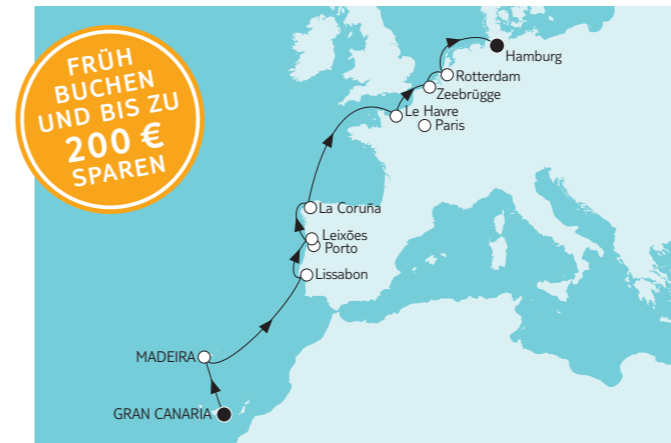 FRÜH
BUCHEN
UND BIS ZU
200 €
SPAREN
Hamburg
Rotterdam
Zeebrügge
Le Havre
Paris
La Coruña
Leixões
Porto
Lissabon
MADEIRA
GRAN CANARIA